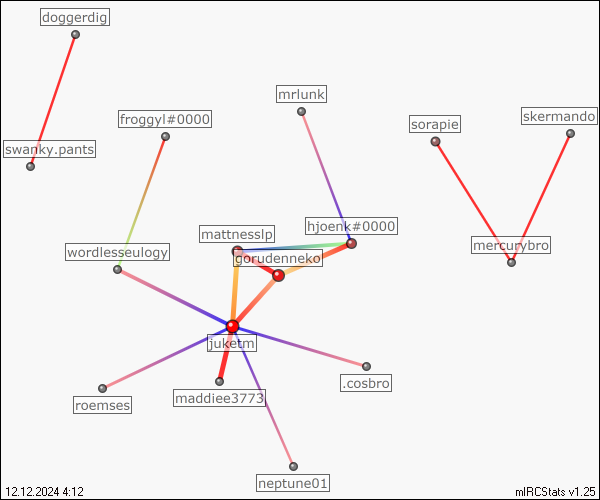 doggerdig
mrlunk
froggyl#0000
sorapie
skermando
swanky.pants
mattnesslp
hjoenk#0000
wordlesseulogy
gorudenneko
mercurybro
juketm
.cosbro
roemses
maddiee3773
neptune01
12.12.2024 4:12
mIRCStats v1.25